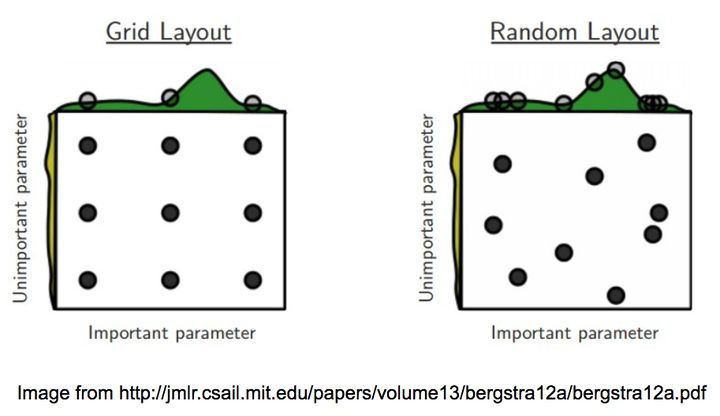 Grid Layout
Random Layout
Unimportant parameter
Unimportant parameter
Important parameter
Important parameter
Image from http://jmlr.csail.mit.edu/papers/volume13/bergstra12a/bergstra12a.pdf